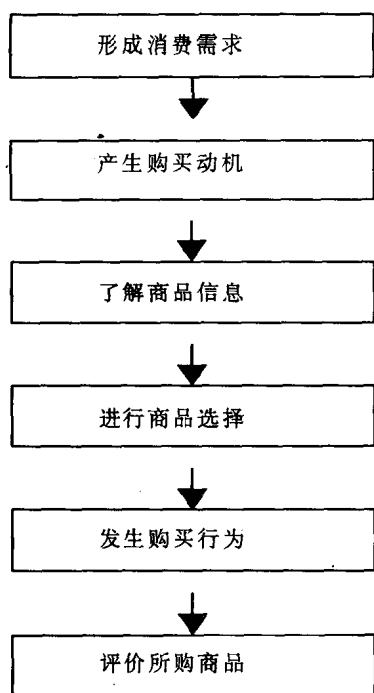 形成消费需求
产生购买动机
了解商品信息
进行商品选择
发生购买行为
评价所购商品